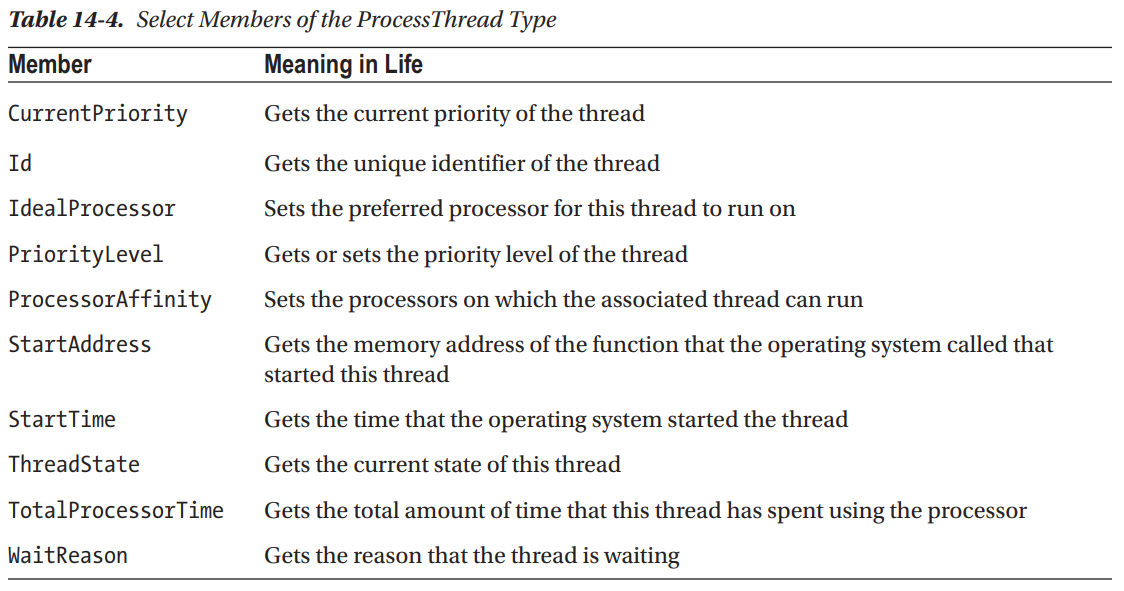 Table 14-4. Select Members of the ProcessThread Type
Member Meaning in Life
CurrentPriority Gets the current priority of the thread
Id Gets the unique identifier of the thread
IdealProcessor Sets the preferred processor for this thread to run on
PriorityLevel Gets or sets the priority level of the thread
ProcessorAffinity Sets the processors on which the associated thread can run
StartAddress Gets the memory address of the function that the operating system called that
started this thread
StartTime Gets the time that the operating system started the thread
ThreadState Gets the current state of this thread
TotalProcessorTime Gets the total amount of time that this thread has spent using the processor
WaitReason Gets the reason that the thread is waiting